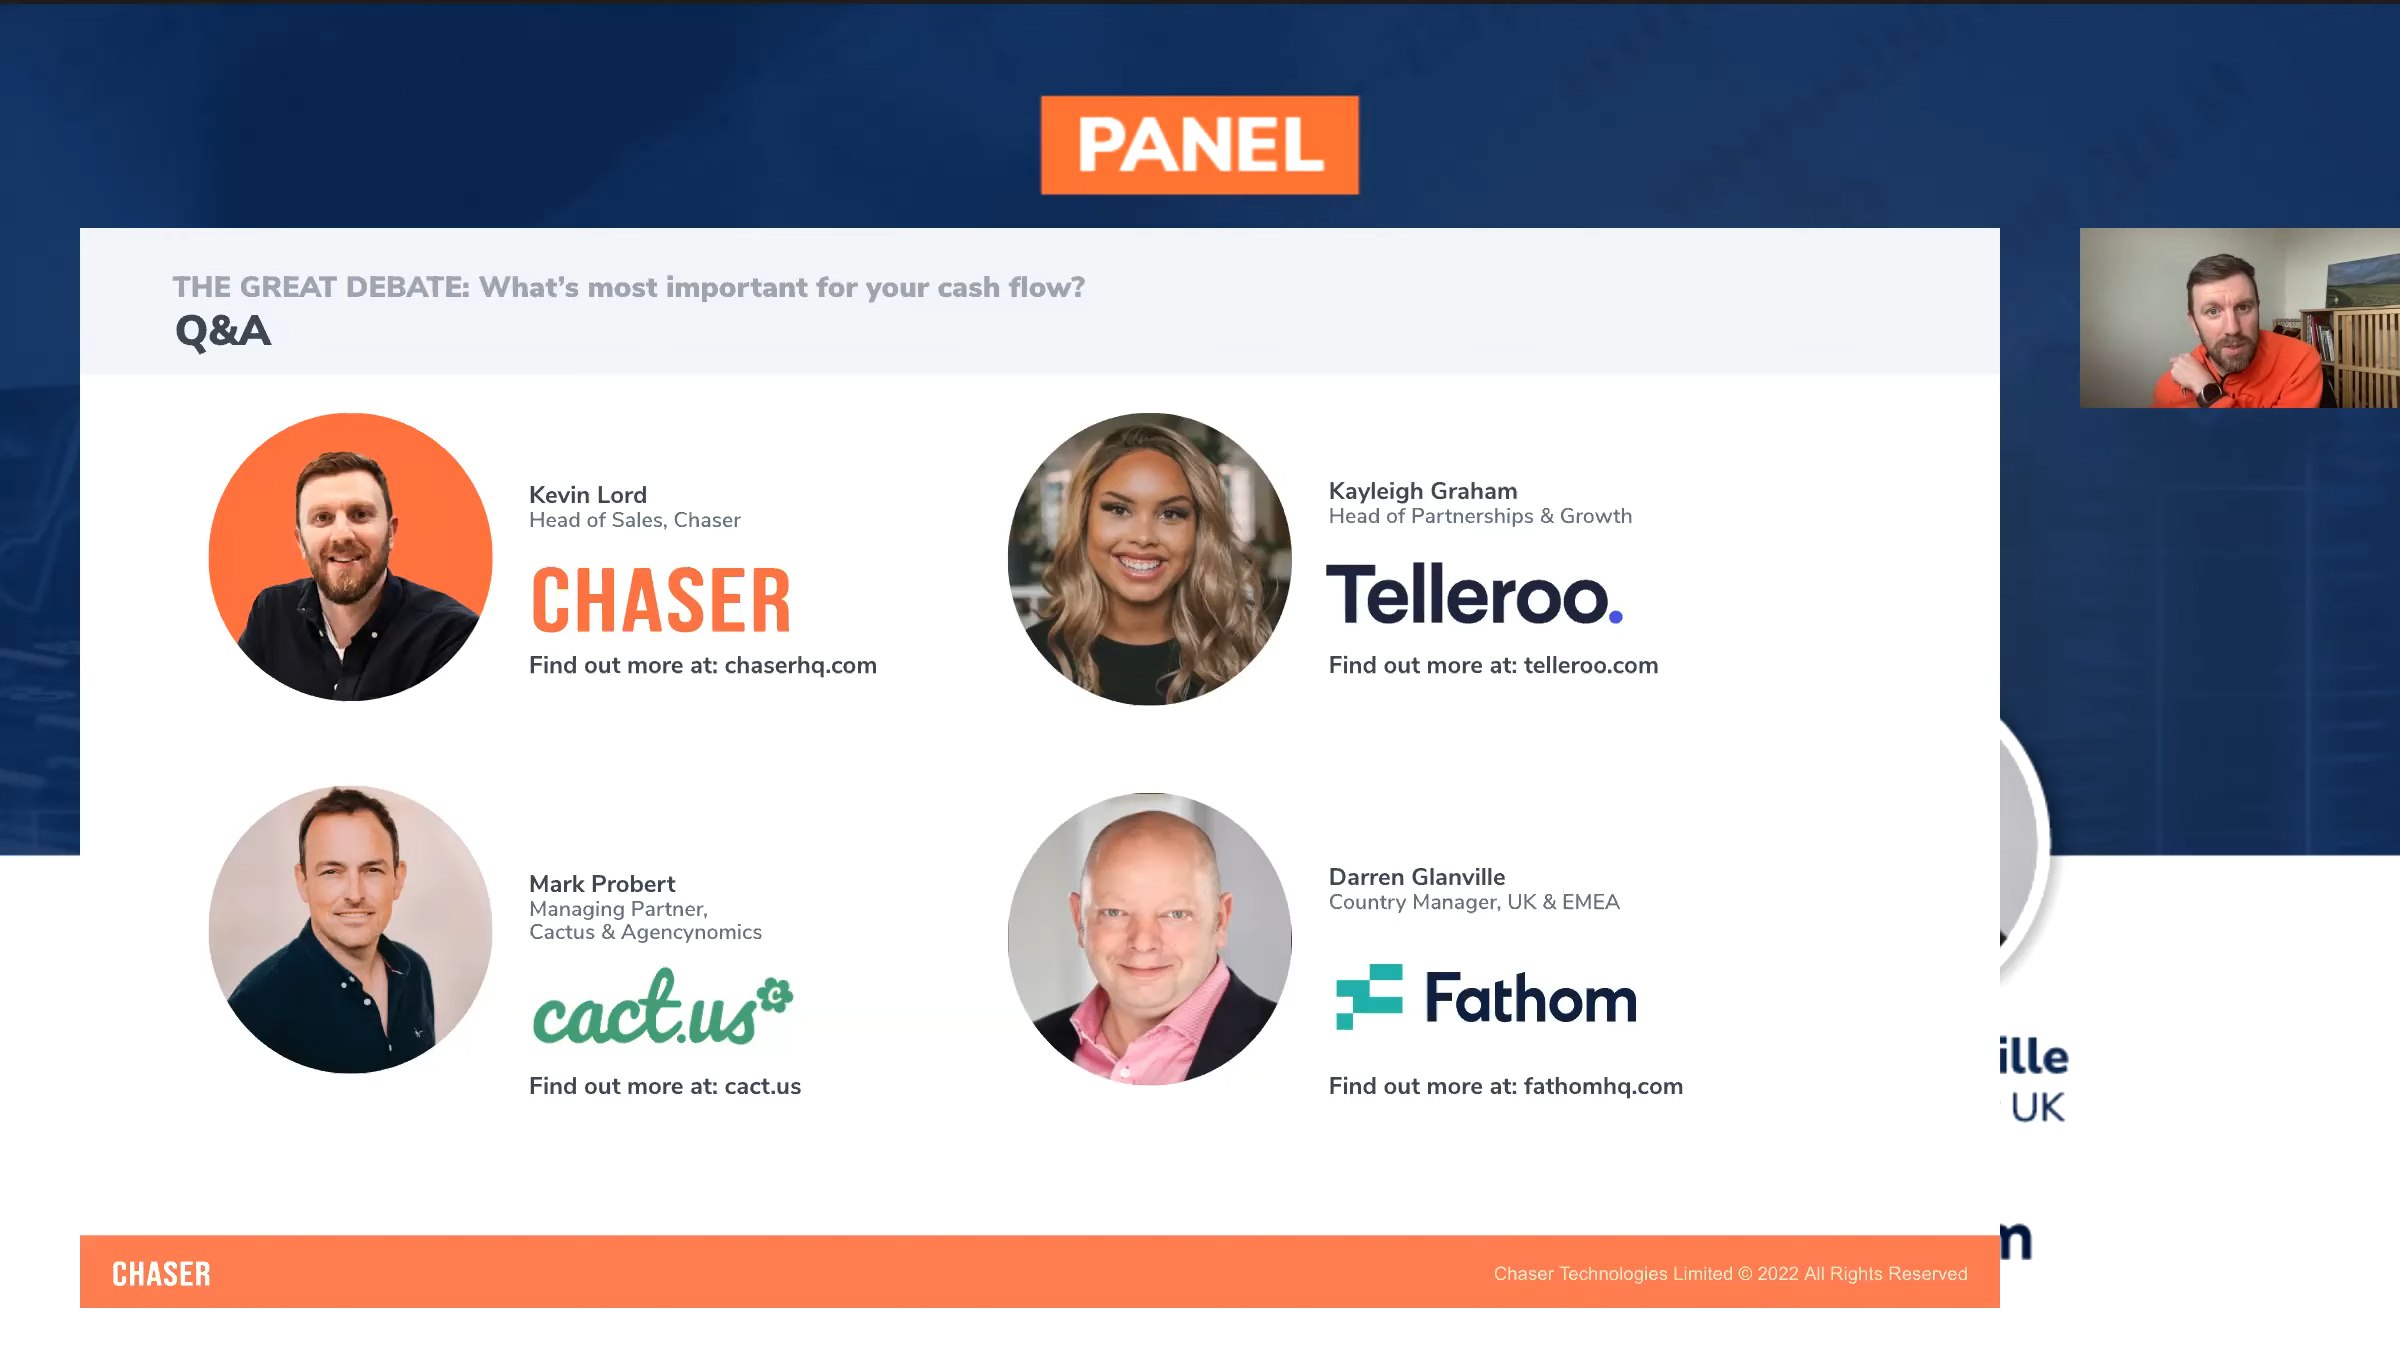 PANEL
THE GREAT DEBATE: What's most important for your cash flow?
Q&A
Kevin Lord
Head of Sales, Chaser
CHASER
Find out more at: chaserhq.com
Kayleigh Graham
Head of Partnerships & Growth
Telleroo.
Find out more at: telleroo.com
Mark Probert
Managing Partner,
Cactus & Agencynomics
cact.us
c
Find out more at: cact.us
Darren Glanville
Country Manager, UK & EMEA
Fathom
Find out more at: fathomhq.com
ille
UK
m
CHASER
Chaser Technologies Limited © 2022 All Rights Reserved